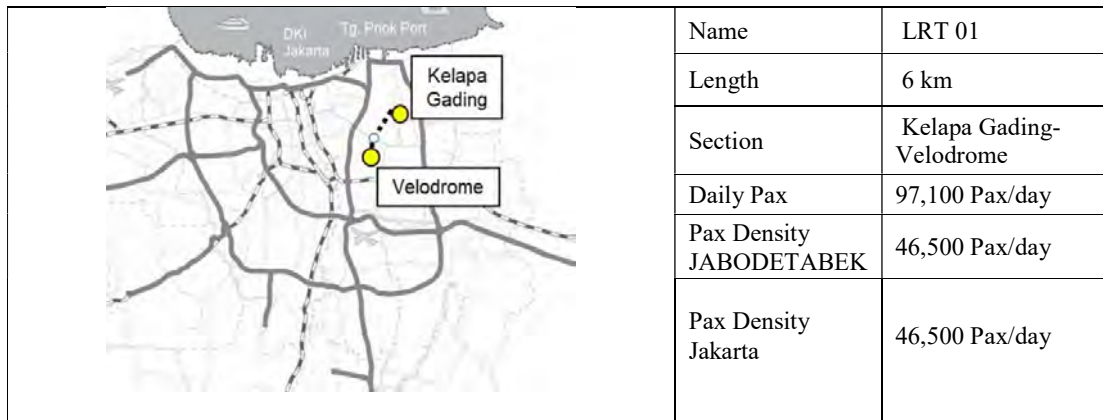 DKI
Jakarta
Tg. Priok Port
Kelapa
Gading
Velodrome
Name
LRT 01
Length
6 km
Section
Kelapa Gading-
Velodrome
Daily Pax
97,100 Pax/day
Pax Density
JABODETABEK
46,500 Pax/day
Pax Density
Jakarta
46,500 Pax/day